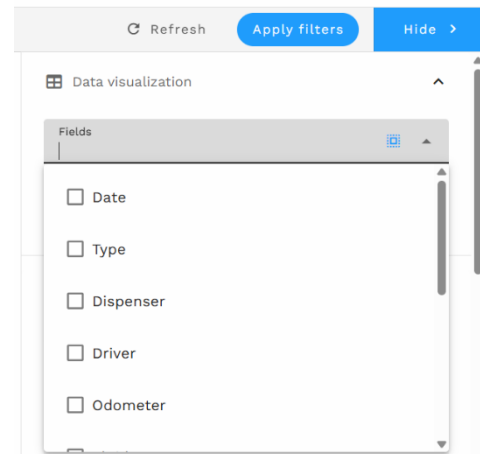 Refresh Apply filters Hide
Data visualization
Fields
Date
Type
Dispenser
Driver
Odometer